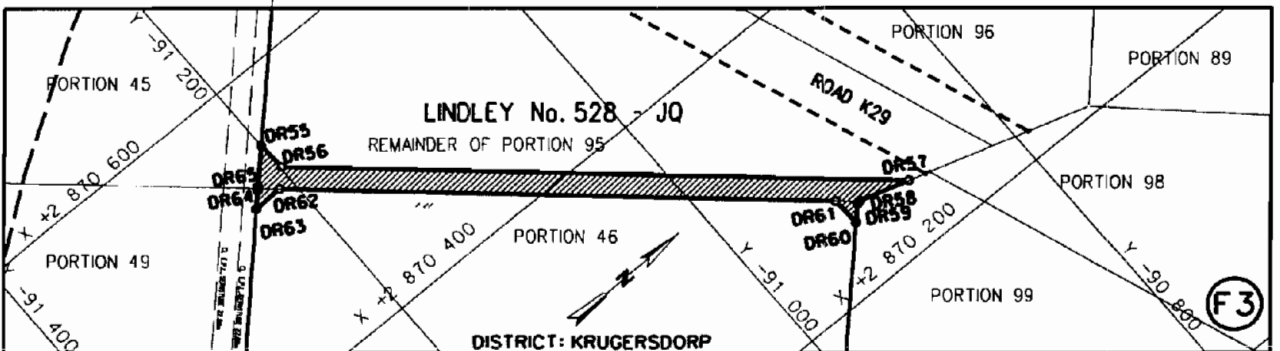 PORTION 96
PORTION 89
PORTION 45
Y -91 200
ROAD K29
LINDLEY No. 528 - JQ
REMAINDER OF PORTION 95
DR55
DR56
DR57
X +2 870 600
DR65
DR64
DR62
DR63
DR58
DR59
DR61
DR60
PORTION 98
PORTION 46
PORTION 49
X +2 870 400
X +2 870 200
Y -91 000
Y -90 800
PORTION 99
N
F3
Y -91 400
DISTRICT: KRUGERSDORP